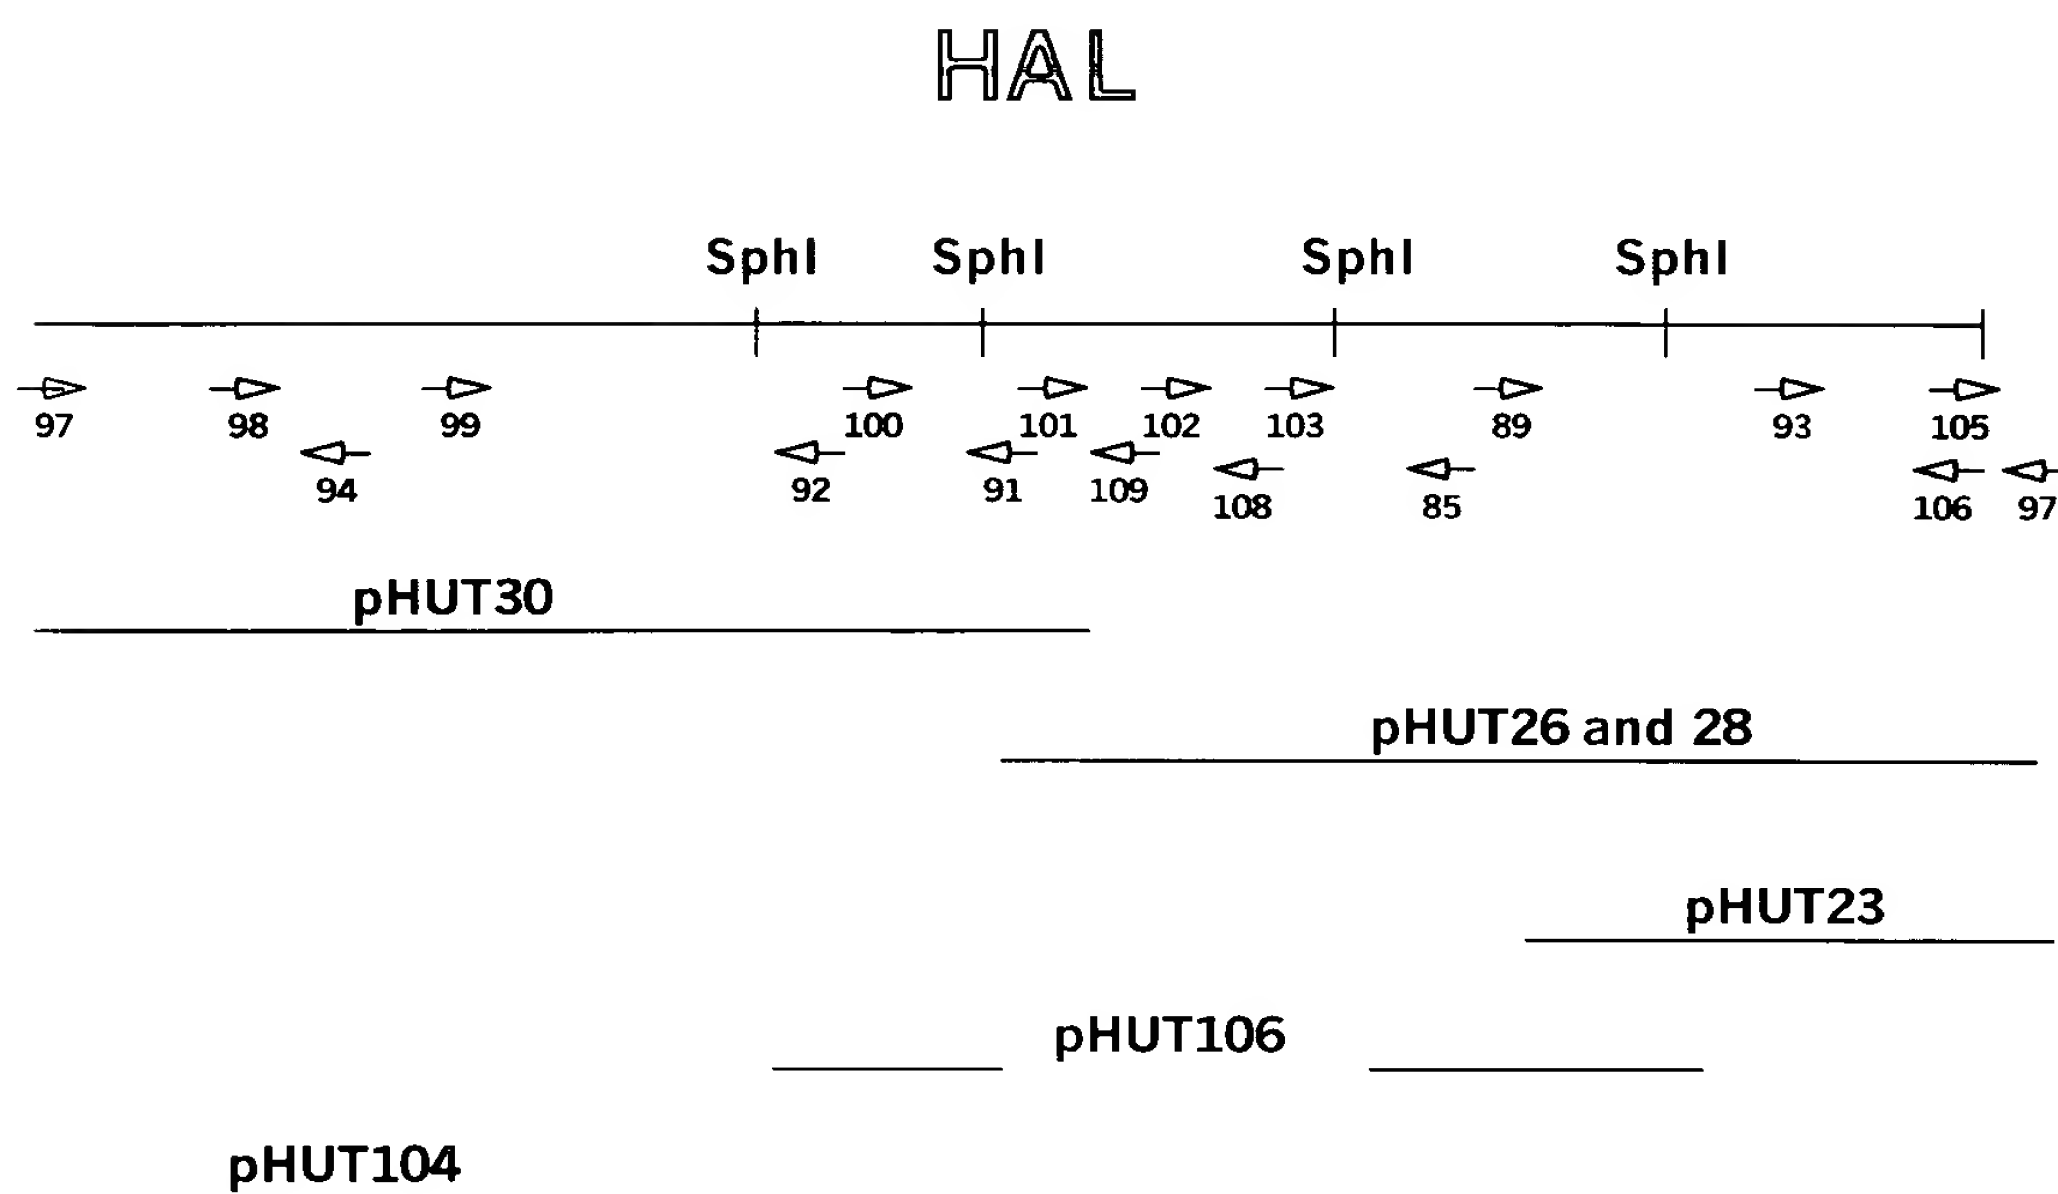 HAL
SphI SphI SphI SphI
97 98 99 100 101 102 103 89 93 105
94 92 91 109 108 85 106 97
pHUT30
pHUT26 and 28
pHUT23
pHUT106
pHUT104